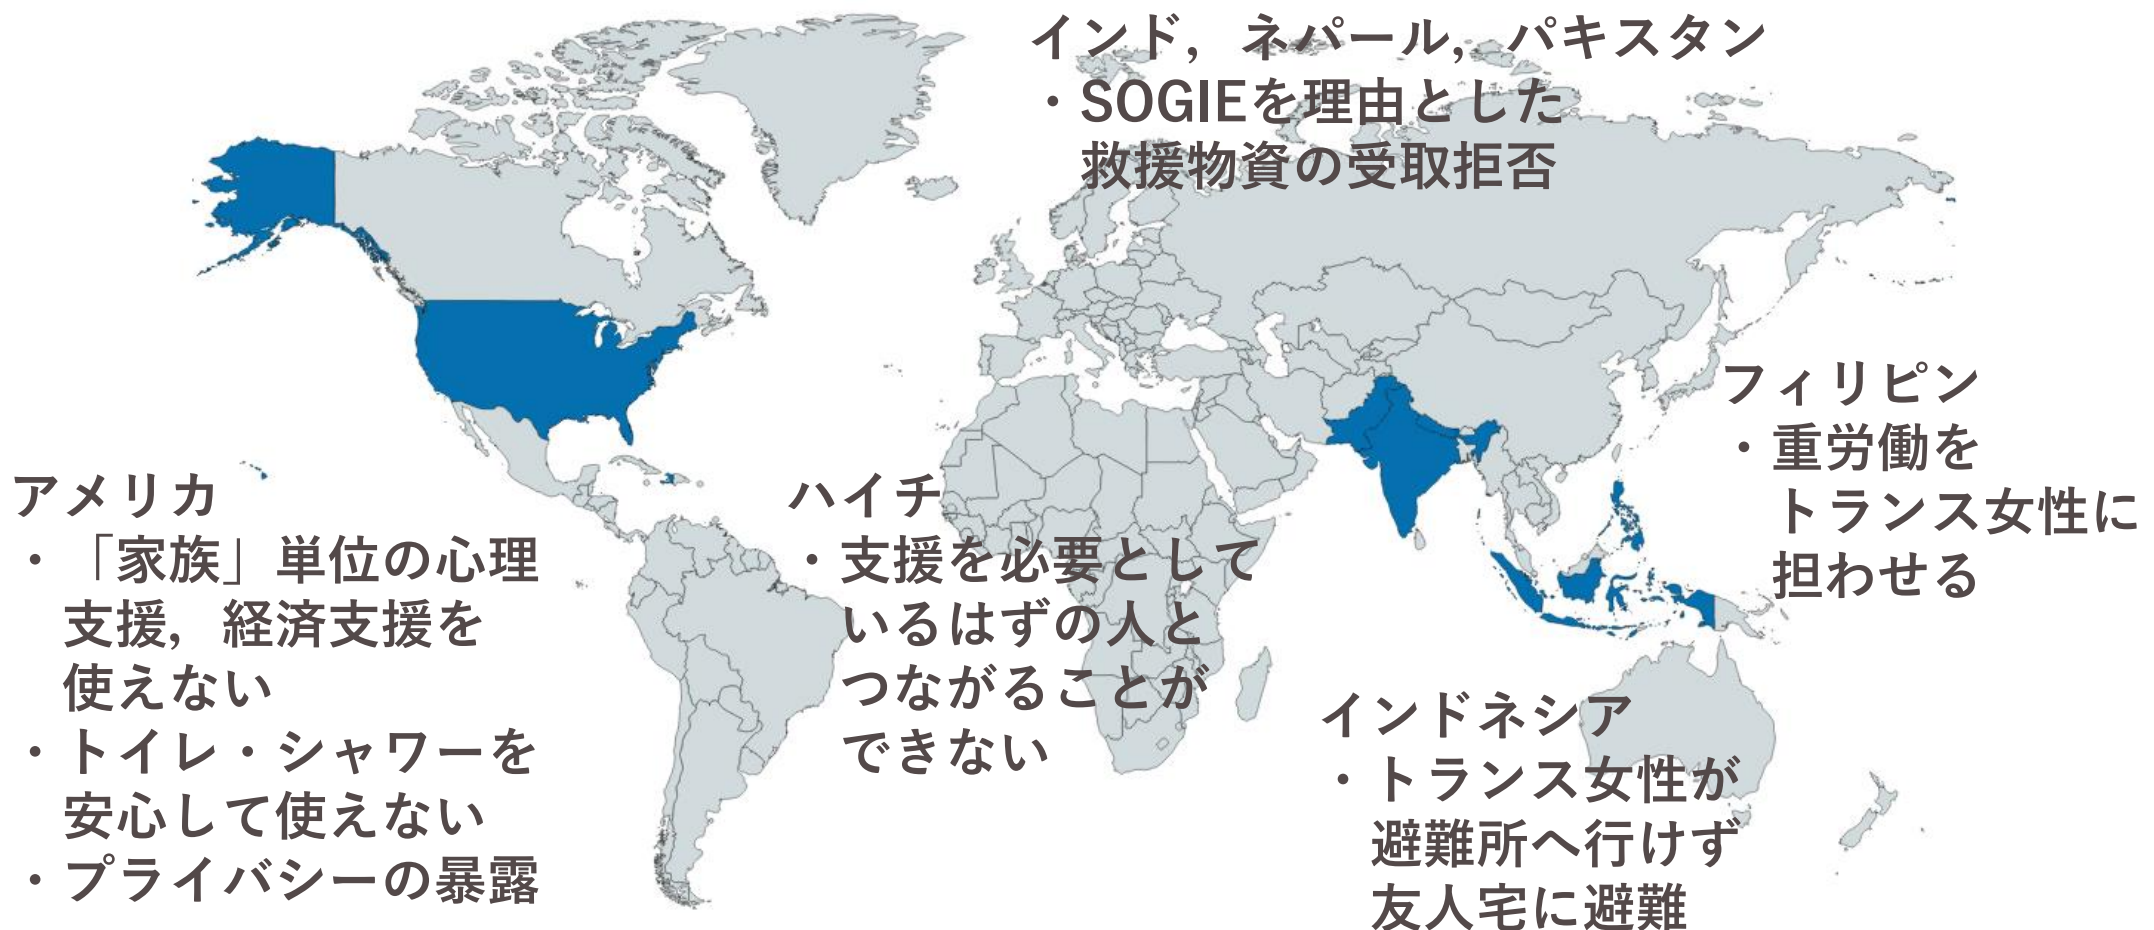 インド，ネパール，パキスタン
・SOGIEを理由とした
救援物資の受取拒否
フィリピン
・重労働を
トランス女性に
担わせる
アメリカ
・「家族」単位の心理
支援，経済支援を
使えない
・トイレ・シャワーを
安心して使えない
・プライバシーの暴露
ハイチ
・支援を必要として
いるはずの人と
つながることが
できない
インドネシア
・トランス女性が
避難所へ行けず
友人宅に避難